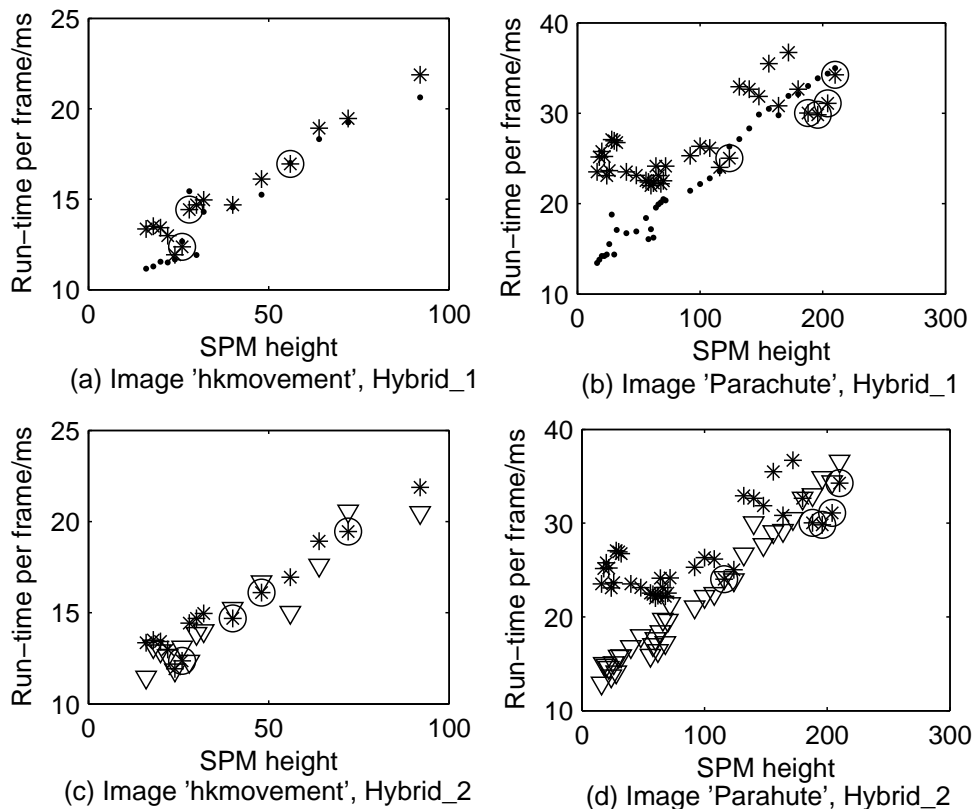 25
20
15
10
Run-time per frame/ms
0
50
100
SPM height
(a) Image 'hkmovement', Hybrid_1
40
30
20
10
Run-time per frame/ms
0
100
200
300
SPM height
(b) Image 'Parachute', Hybrid_1
25
20
15
10
Run-time per frame/ms
0
50
100
SPM height
(c) Image 'hkmovement', Hybrid_2
40
30
20
10
Run-time per frame/ms
0
100
200
300
SPM height
(d) Image 'Parahute', Hybrid_2